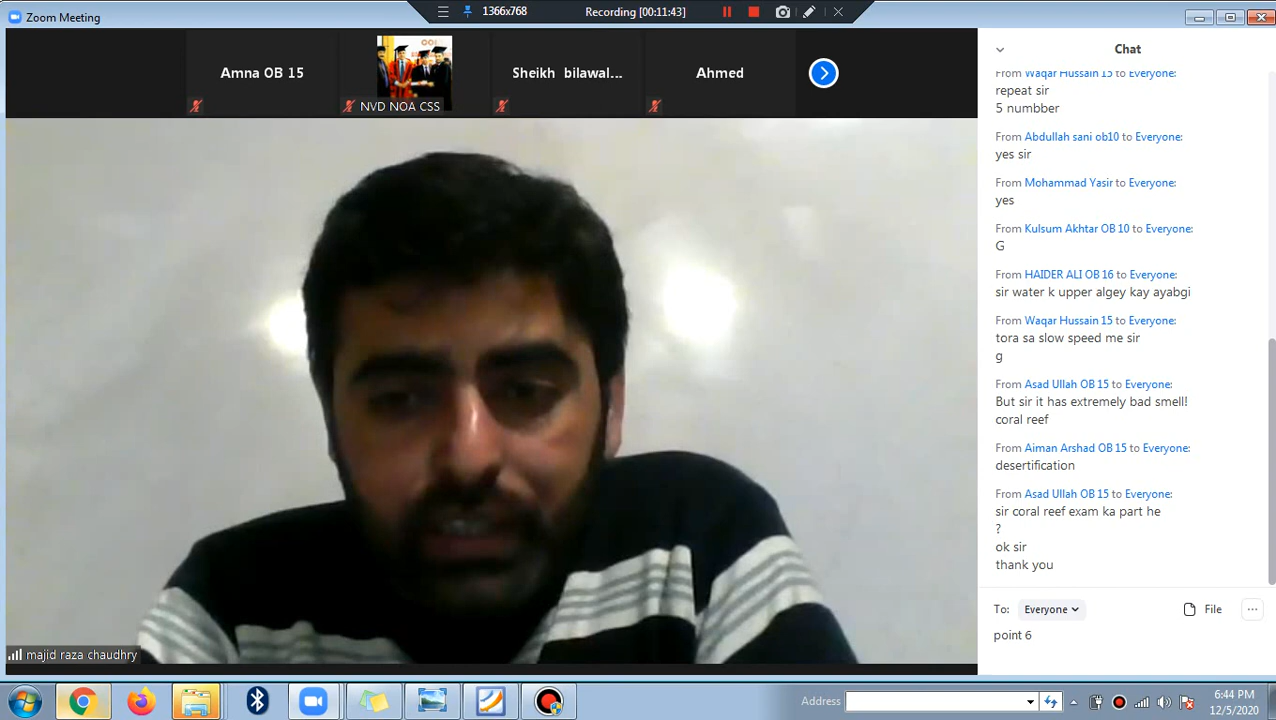 Zoom Meeting
1366x768
Recording [00:11:43]
Amna OB 15
NVD NOA CSS
Sheikh bilawal...
Ahmed
majid raza chaudhry
Chat
From Waqar Hussain 15 to Everyone:
repeat sir
5 numbber
From Abdullah sani ob10 to Everyone:
yes sir
From Mohammad Yasir to Everyone:
yes
From Kulsum Akhtar OB 10 to Everyone:
G
From HAIDER ALI OB 16 to Everyone:
sir water k upper algey kay ayabgi
From Waqar Hussain 15 to Everyone:
tora sa slow speed me sir
g
From Asad Ullah OB 15 to Everyone:
But sir it has extremely bad smell!
coral reef
From Aiman Arshad OB 15 to Everyone:
desertification
From Asad Ullah OB 15 to Everyone:
sir coral reef exam ka part he
?
ok sir
thank you
To: Everyone File
point 6
Address
6:44 PM
12/5/2020